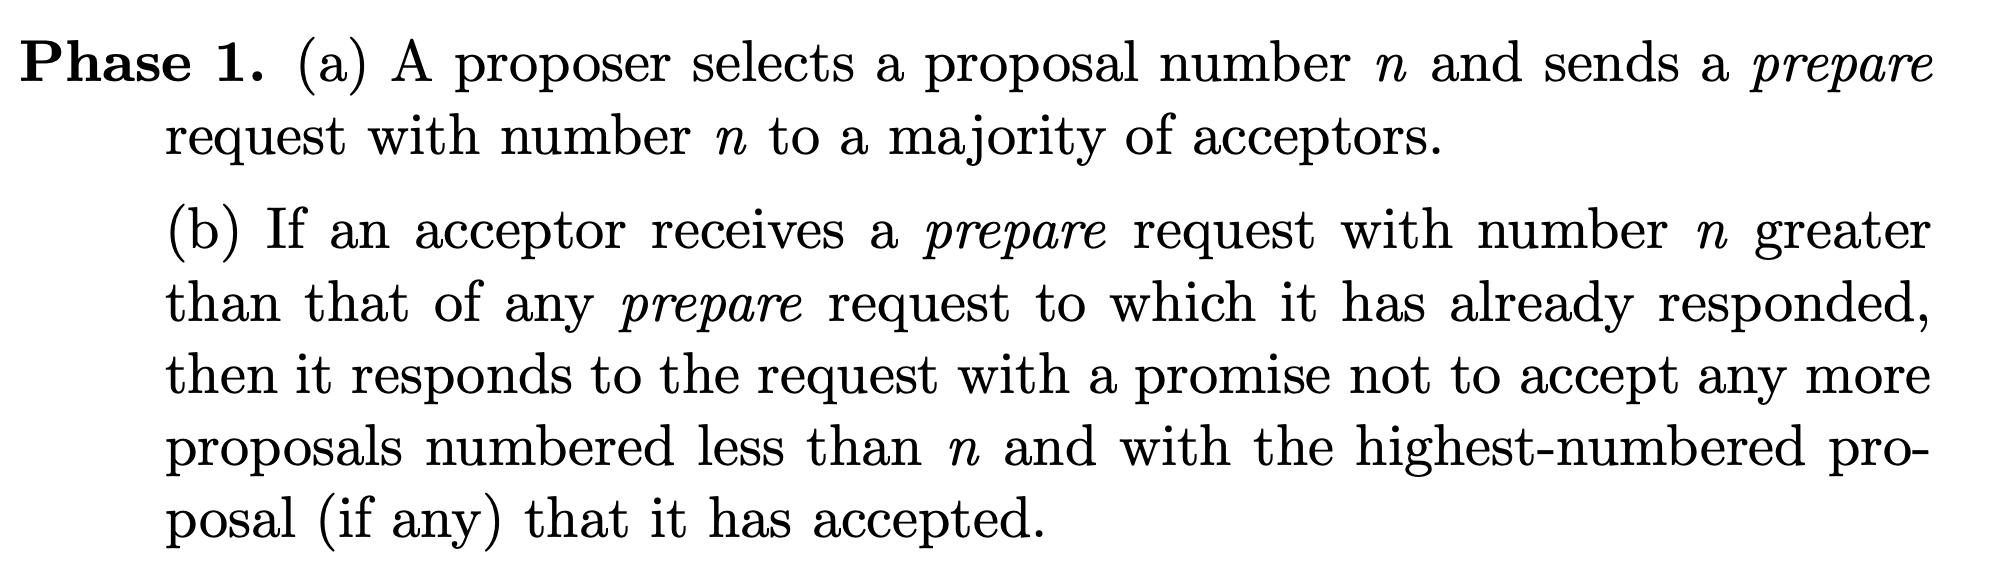 Phase 1. (a) A proposer selects a proposal number n and sends a prepare
request with number n to a majority of acceptors.
(b) If an acceptor receives a prepare request with number n greater
than that of any prepare request to which it has already responded,
then it responds to the request with a promise not to accept any more
proposals numbered less than n and with the highest-numbered pro-
posal (if any) that it has accepted.